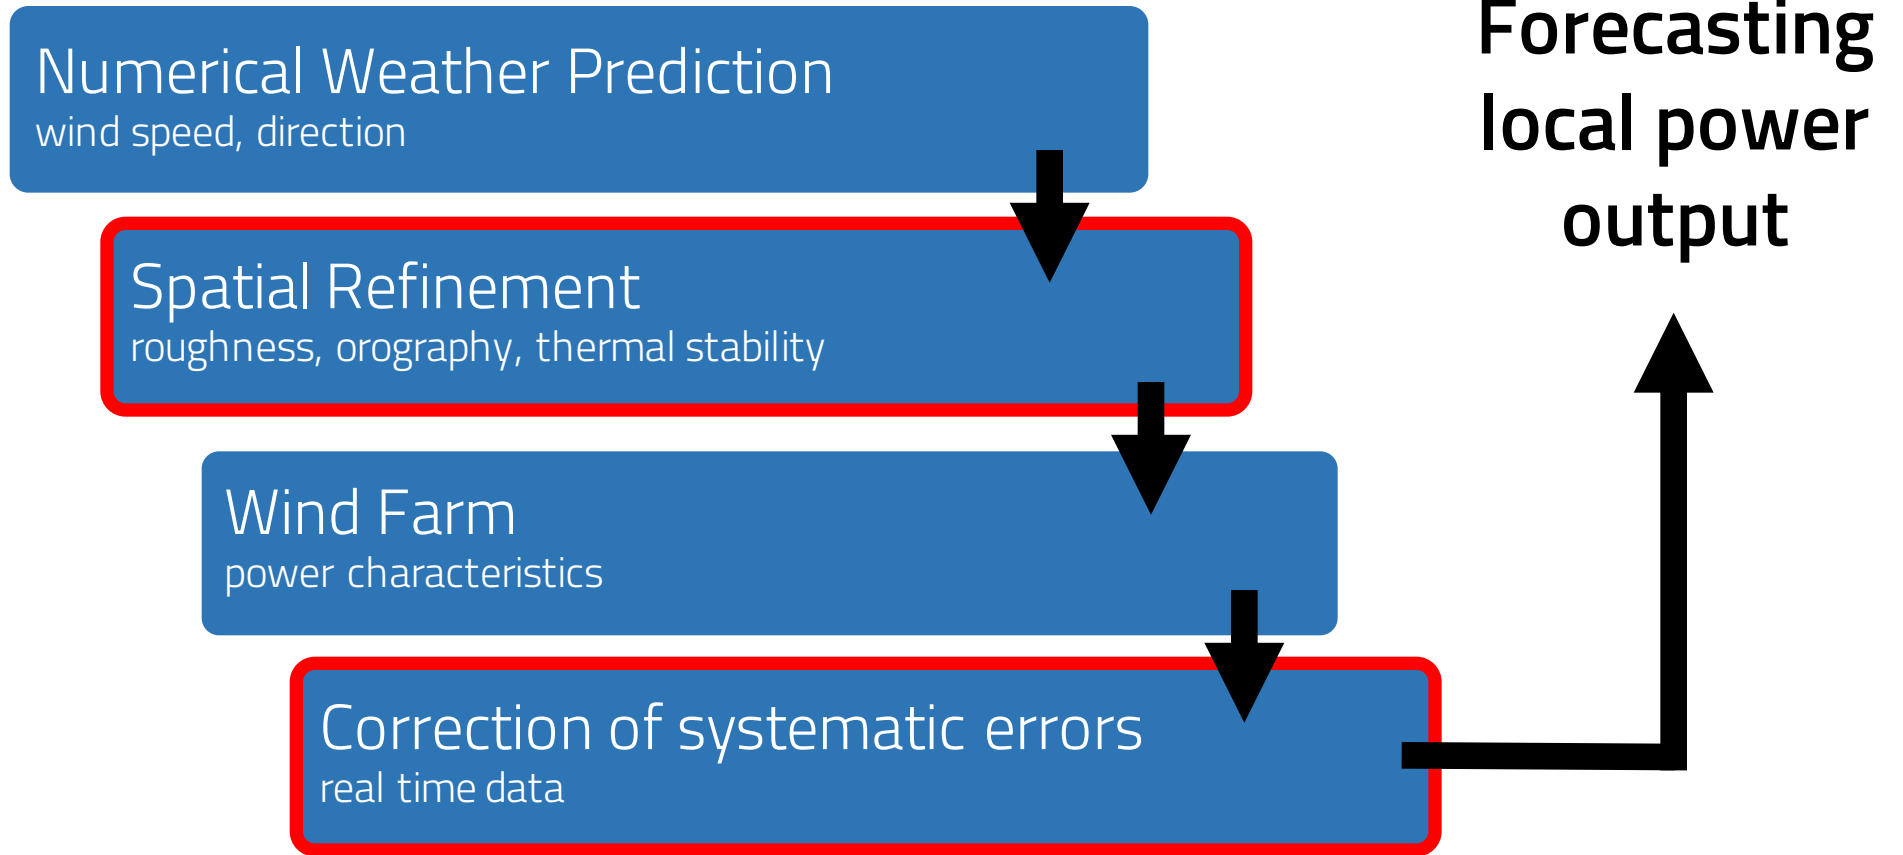 Numerical Weather Prediction
wind speed, direction
Spatial Refinement
roughness, orography, thermal stability
Wind Farm
power characteristics
Correction of systematic errors
real time data
Forecasting
local power
output